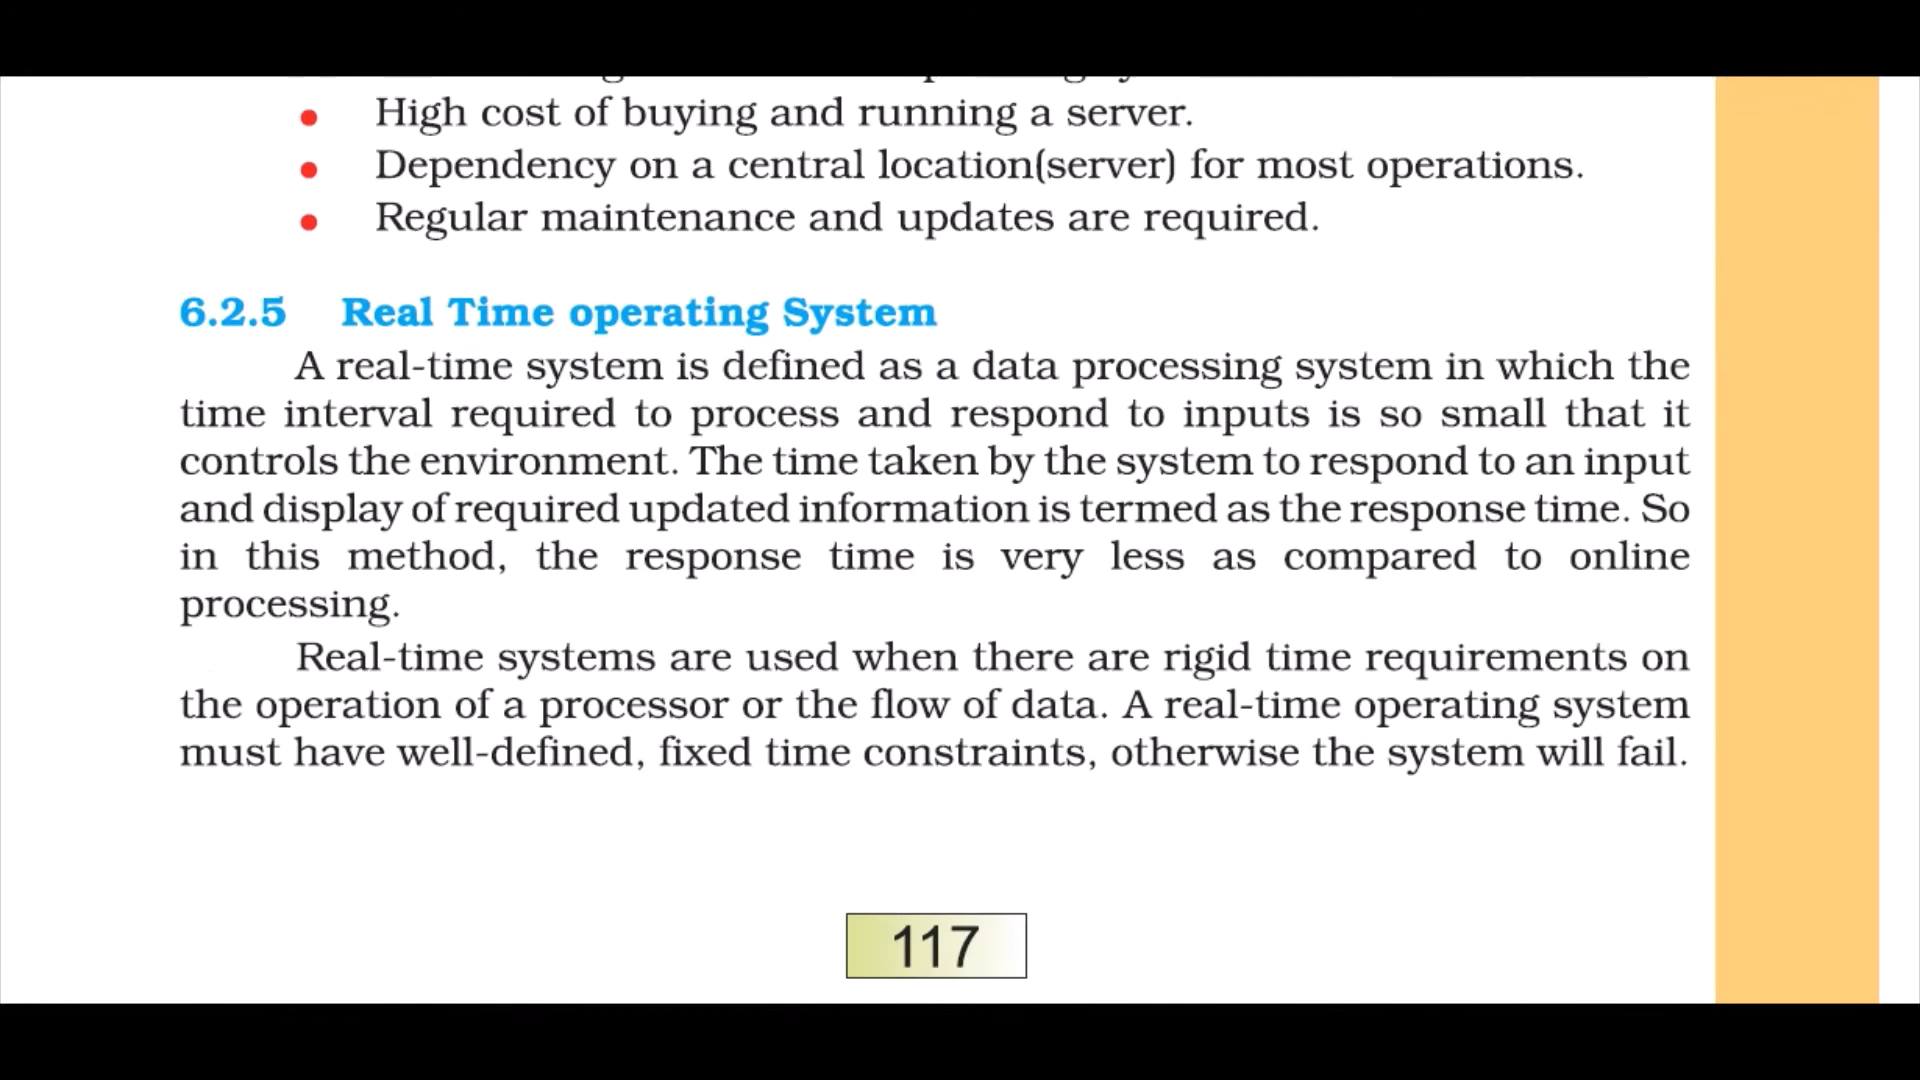 • High cost of buying and running a server.
• Dependency on a central location(server) for most operations.
• Regular maintenance and updates are required.
6.2.5 Real Time operating System
A real-time system is defined as a data processing system in which the
time interval required to process and respond to inputs is so small that it
controls the environment. The time taken by the system to respond to an input
and display of required updated information is termed as the response time. So
in this method, the response time is very less as compared to online
processing.
Real-time systems are used when there are rigid time requirements on
the operation of a processor or the flow of data. A real-time operating system
must have well-defined, fixed time constraints, otherwise the system will fail.
117